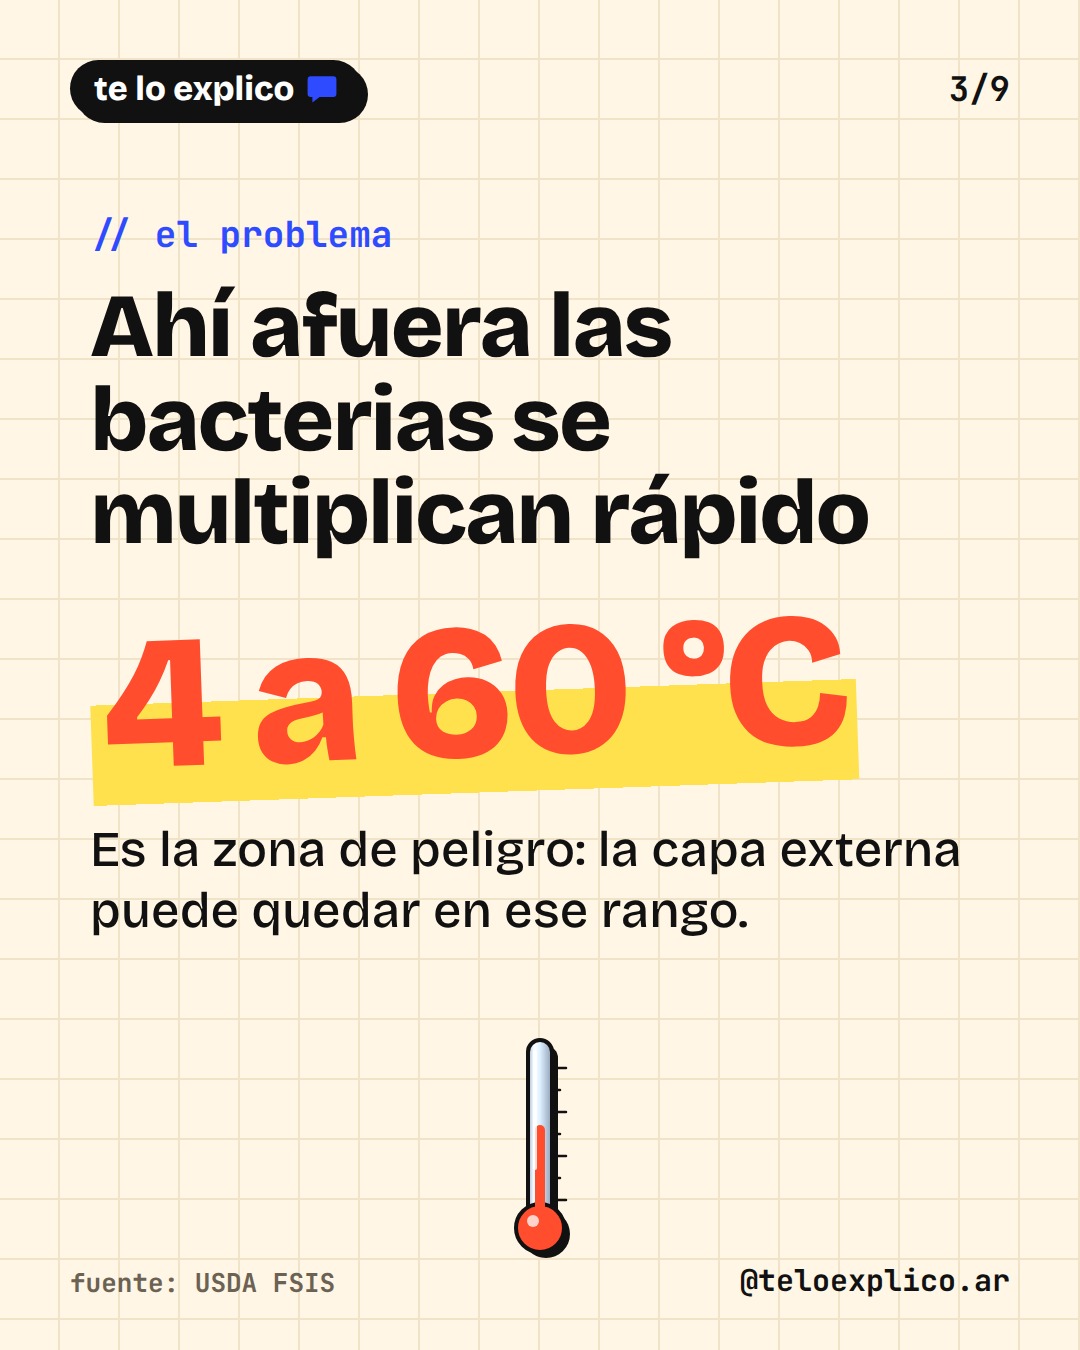 te lo explico
3/9
// el problema
Ahí afuera las
bacterias se
multiplican rápido
4 a 60 °C
Es la zona de peligro: la capa externa
puede quedar en ese rango.
fuente: USDA FSIS
@teloexplico.ar